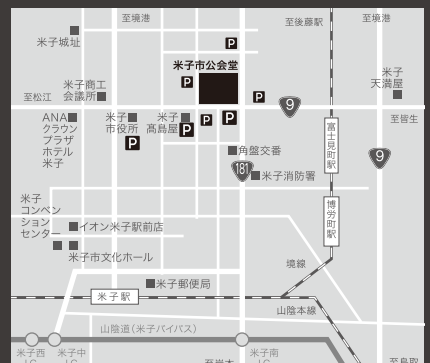 至境港
至後藤駅
至境港
米子城址
P
米子市公会堂
P
米子
天満屋
米子商工
会議所
至松江
P
9
ANA
クラウン
プラザ
ホテル
米子
米子
市役所
P
米子
髙島屋
P
P
P
至皆生
富士見町駅
角盤交番
9
181
米子消防署
米子
コンベン
ション
センター
イオン米子駅前店
博労町駅
米子市文化ホール
境線
米子郵便局
米子駅
山陰本線
山陰道（米子バイパス）
米子西
米子中
米子南